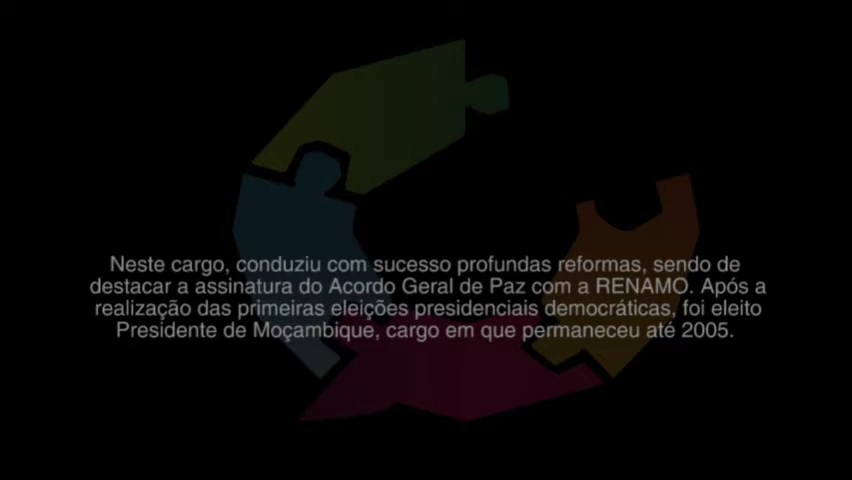 Neste cargo, conduziu com sucesso profundas reformas, sendo de
destacar a assinatura do Acordo Geral de Paz com a RENAMO. Após a
realização das primeiras eleições presidenciais democráticas, foi eleito
Presidente de Moçambique, cargo em que permaneceu até 2005.